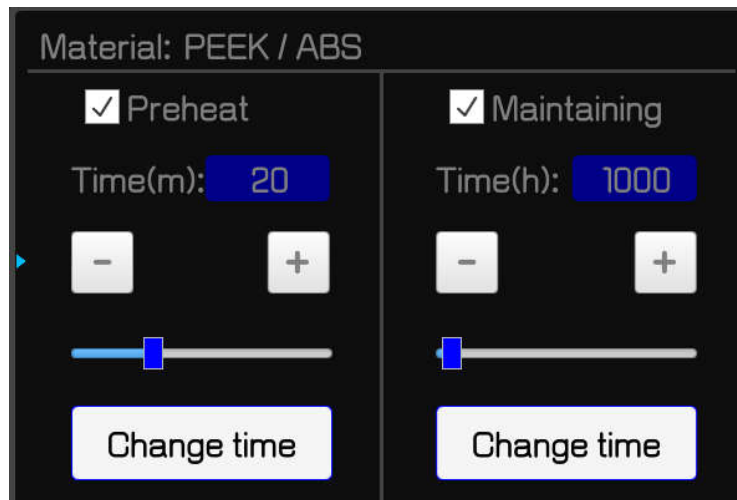 Material: PEEK / ABS
Preheat
Maintaining
Time(m): 20
Time(h): 1000
- +
- +
Change time
Change time